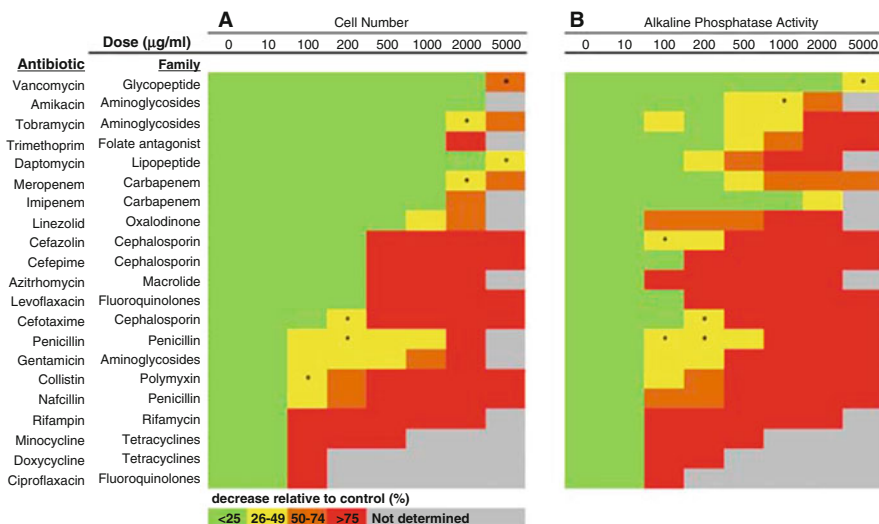 A Cell Number
B Alkaline Phosphatase Activity
Dose (µg/ml) 0 10 100 200 500 1000 2000 5000 0 10 100 200 500 1000 2000 5000
Antibiotic Family
Vancomycin Glycopeptide
Amikacin Aminoglycosides
Tobramycin Aminoglycosides
Trimethoprim Folate antagonist
Daptomycin Lipopeptide
Meropenem Carbapenem
Imipenem Carbapenem
Linezolid Oxalodinone
Cefazolin Cephalosporin
Cefepime Cephalosporin
Azitrhomycin Macrolide
Levoflaxacin Fluoroquinolones
Cefotaxime Cephalosporin
Penicillin Penicillin
Gentamicin Aminoglycosides
Collistin Polymyxin
Nafcillin Penicillin
Rifampin Rifamycin
Minocycline Tetracyclines
Doxycycline Tetracyclines
Ciproflaxacin Fluoroquinolones
decrease relative to control (%)
<25 26-49 50-74 >75 Not determined